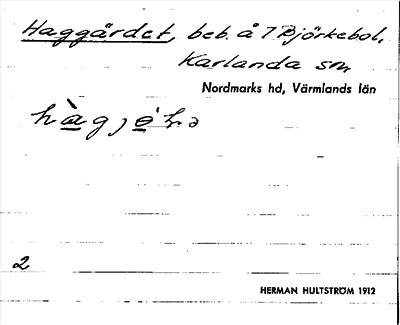 Haggärdet, beb. å 7 Björkebol,
Karlanda sn,
Nordmarks hd, Värmlands län
2
HERMAN HULTSTRÖM 1912